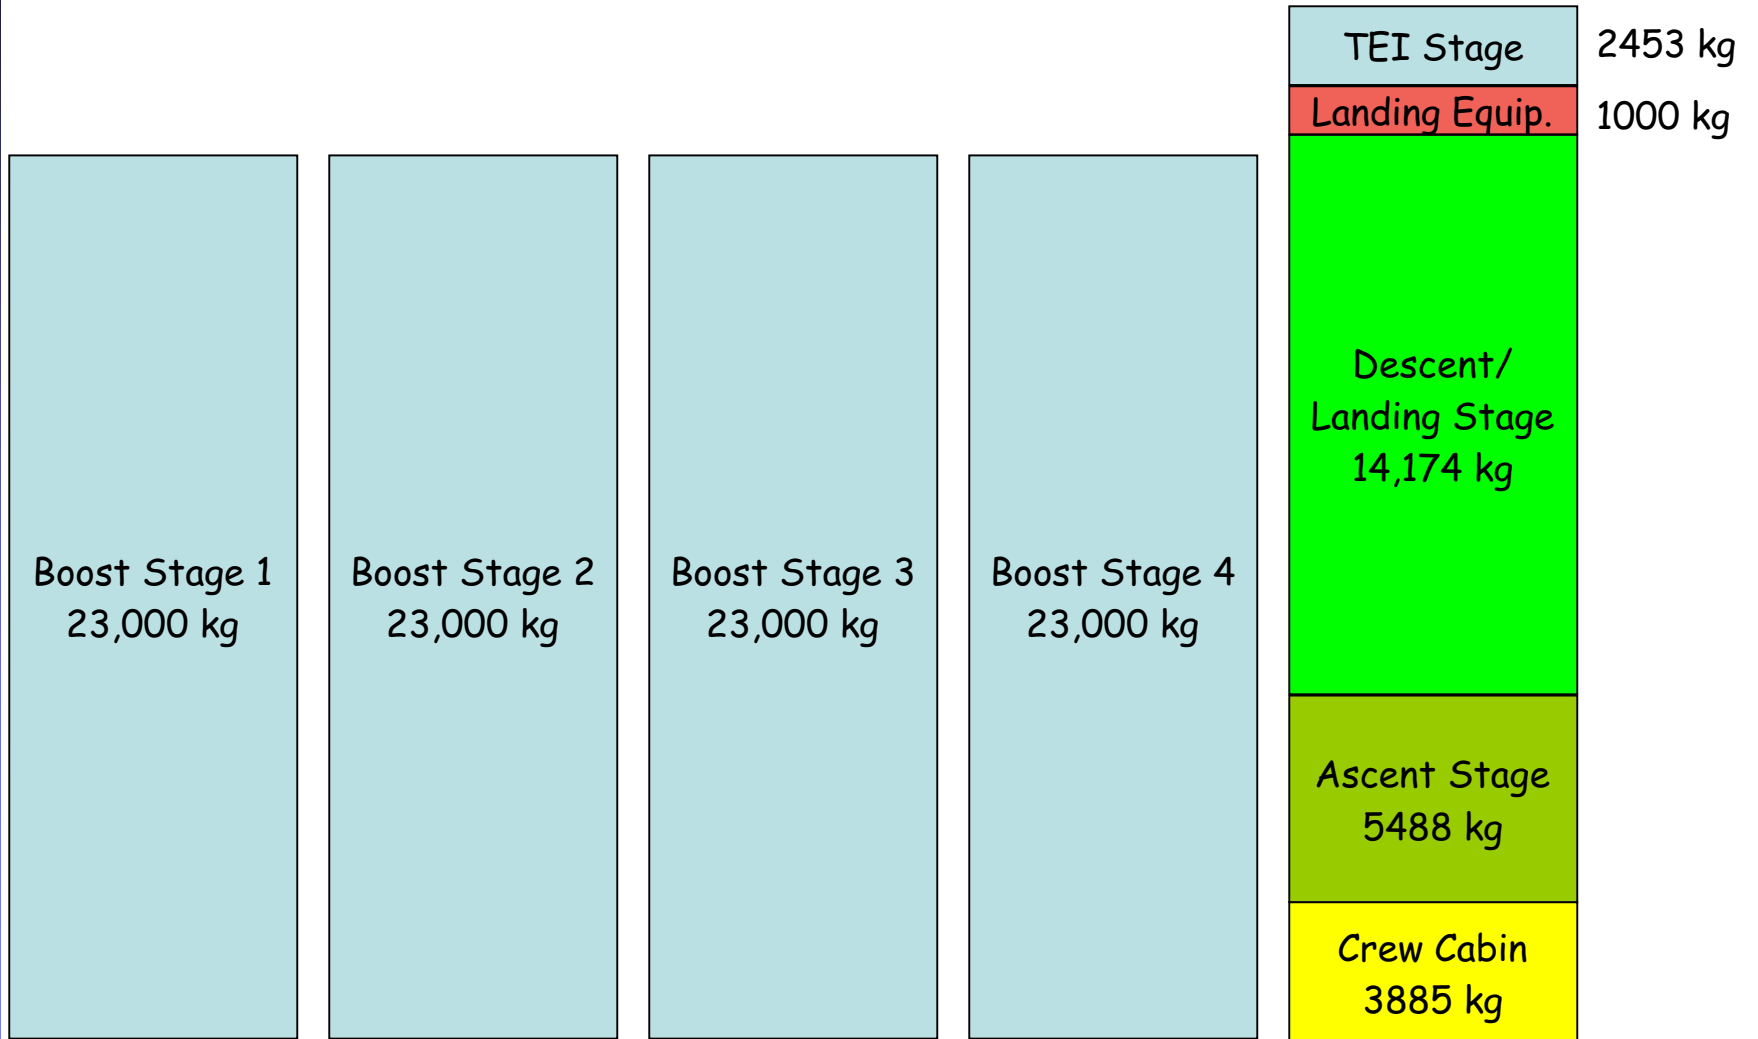 TEI Stage
2453 kg
Landing Equip.
1000 kg
Boost Stage 1
23,000 kg
Boost Stage 2
23,000 kg
Boost Stage 3
23,000 kg
Boost Stage 4
23,000 kg
Descent/
Landing Stage
14,174 kg
Ascent Stage
5488 kg
Crew Cabin
3885 kg